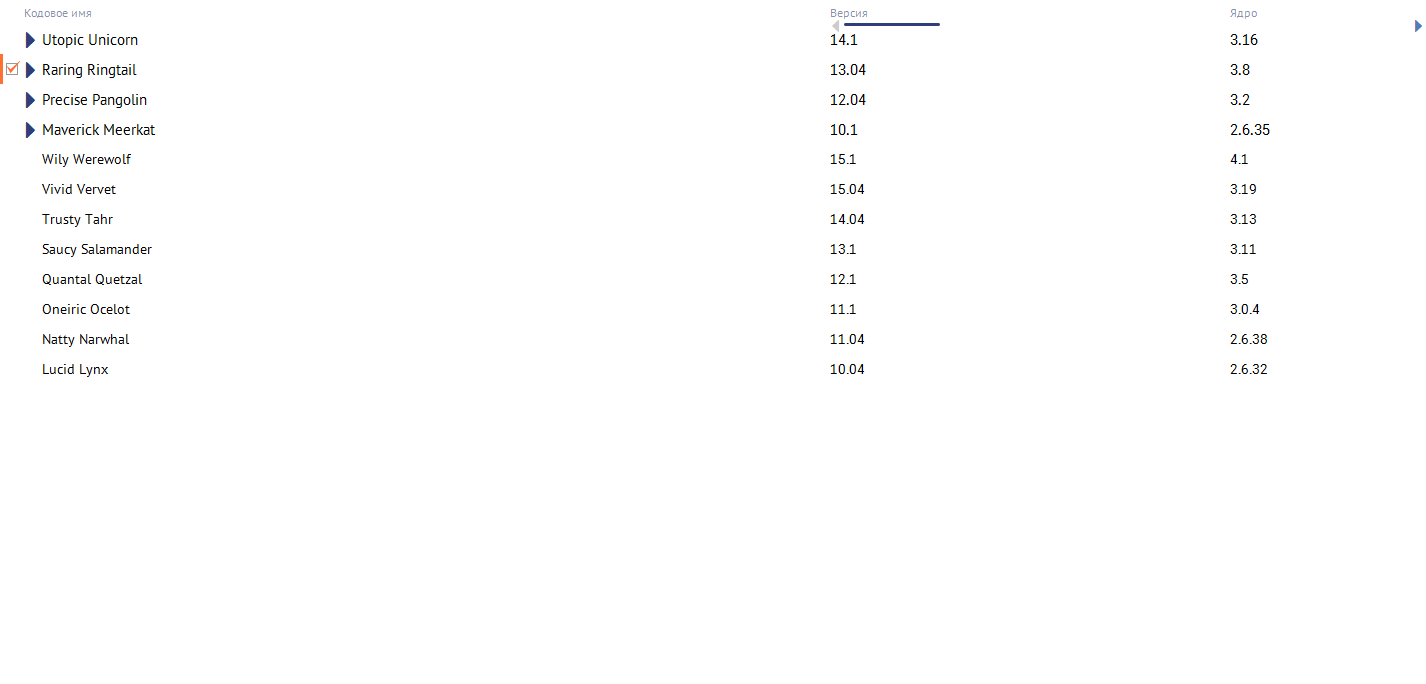 Кодовое имя Версия Ядро
Utopic Unicorn 14.1 3.16
Raring Ringtail 13.04 3.8
Precise Pangolin 12.04 3.2
Maverick Meerkat 10.1 2.6.35
Wily Werewolf 15.1 4.1
Vivid Vervet 15.04 3.19
Trusty Tahr 14.04 3.13
Saucy Salamander 13.1 3.11
Quantal Quetzal 12.1 3.5
Oneiric Ocelot 11.1 3.0.4
Natty Narwhal 11.04 2.6.38
Lucid Lynx 10.04 2.6.32